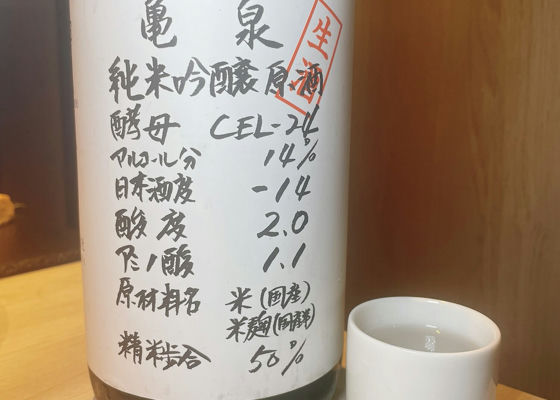 亀泉
生酒
純米吟醸原酒
酵母 CEL-24
アルコール分 14%
日本酒度 -14
酸度 2.0
アミノ酸 1.1
原材料名 米(国産)
米麹(国産米)
精米歩合 50%